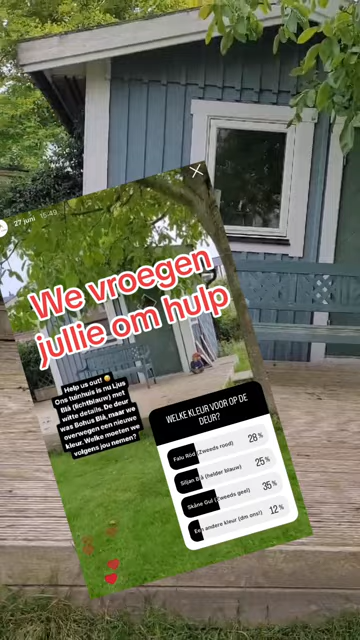 27 juni 15:43
We vroegen
jullie om hulp
Help us out! 😅
Ons tuinhuis is nu Ljus
Blå (lichtblauw) met
witte details. De deur
was Bohus Blå, maar we
overwegen een nieuwe
kleur. Welke moeten we
volgens jou nemen?
WELKE KLEUR VOOR OP DE
DEUR?
Falu Röd (Zweeds rood) 28%
Siljan Blå (helder blauw) 25%
Skåne Gul (Zweeds geel) 35%
Een andere kleur (dm ons!) 12%